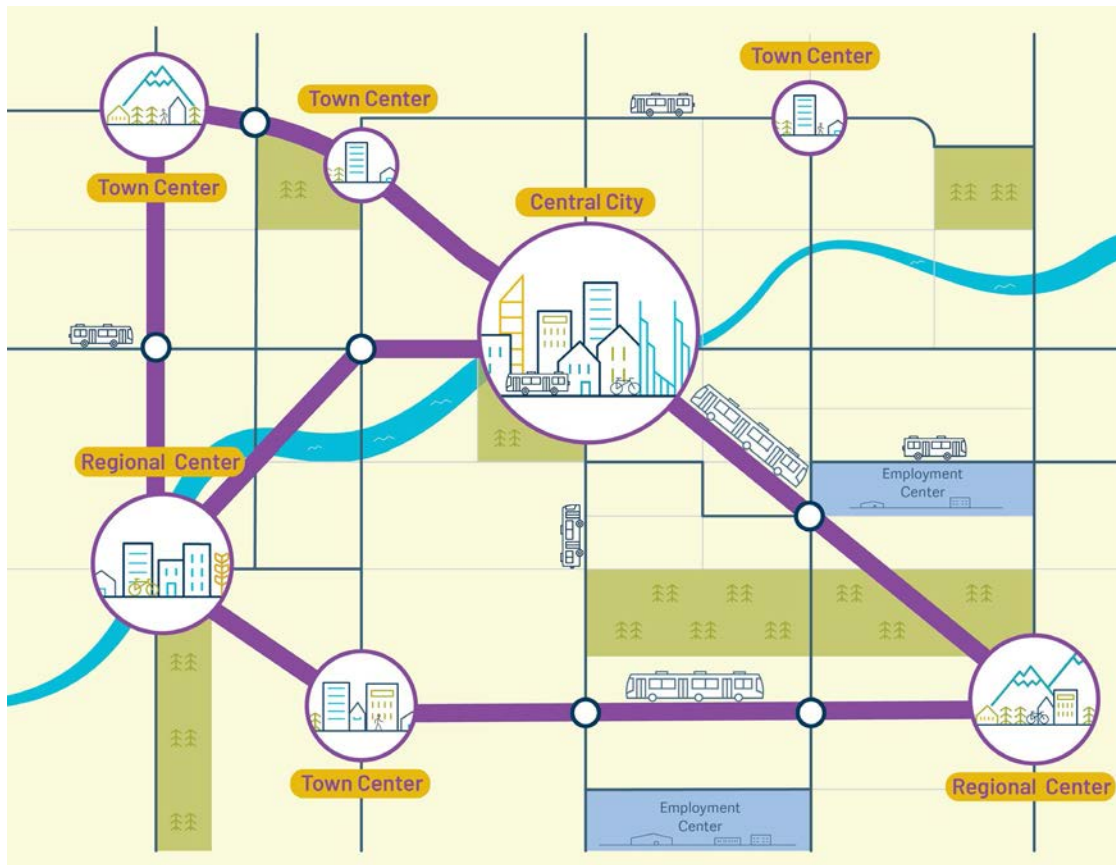 Town Center
Town Center
Town Center
Central City
Regional Center
Employment
Center
Town Center
Regional Center
Employment
Center